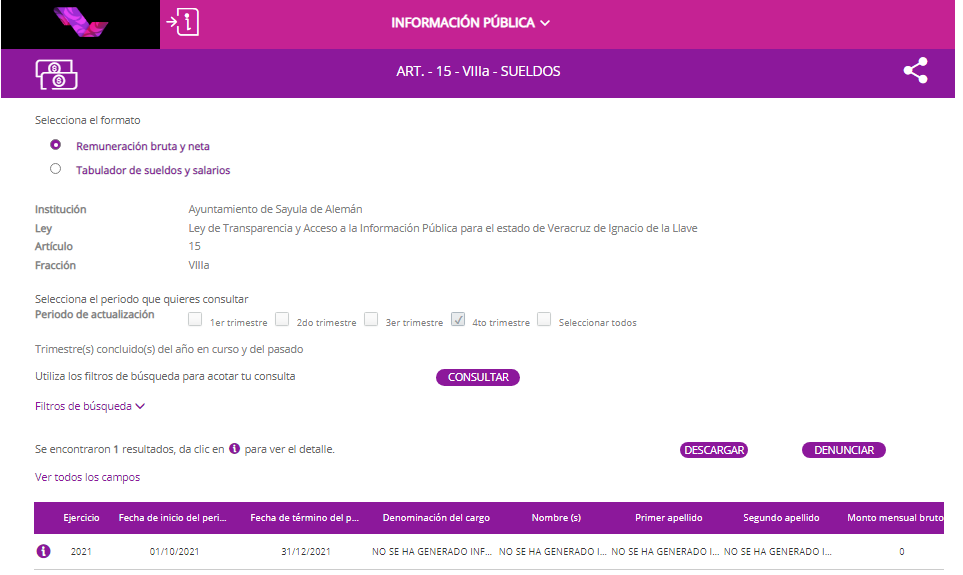 INFORMACIÓN PÚBLICA
ART. - 15 - VIIIa - SUELDOS
Selecciona el formato
Remuneración bruta y neta
Tabulador de sueldos y salarios
Institución Ayuntamiento de Sayula de Alemán
Ley Ley de Transparencia y Acceso a la Información Pública para el estado de Veracruz de Ignacio de la Llave
Artículo 15
Fracción VIIIa
Selecciona el periodo que quieres consultar
Periodo de actualización 1er trimestre 2do trimestre 3er trimestre 4to trimestre Seleccionar todos
Trimestre(s) concluido(s) del año en curso y del pasado
Utiliza los filtros de búsqueda para acotar tu consulta CONSULTAR
Filtros de búsqueda
Se encontraron 1 resultados, da clic en i para ver el detalle. DESCARGAR DENUNCIAR
Ver todos los campos
Ejercicio Fecha de inicio del peri... Fecha de término del p... Denominación del cargo Nombre (s) Primer apellido Segundo apellido Monto mensual bruto
i 2021 01/10/2021 31/12/2021 NO SE HA GENERADO INF... NO SE HA GENERADO I... NO SE HA GENERADO I... NO SE HA GENERADO I... 0